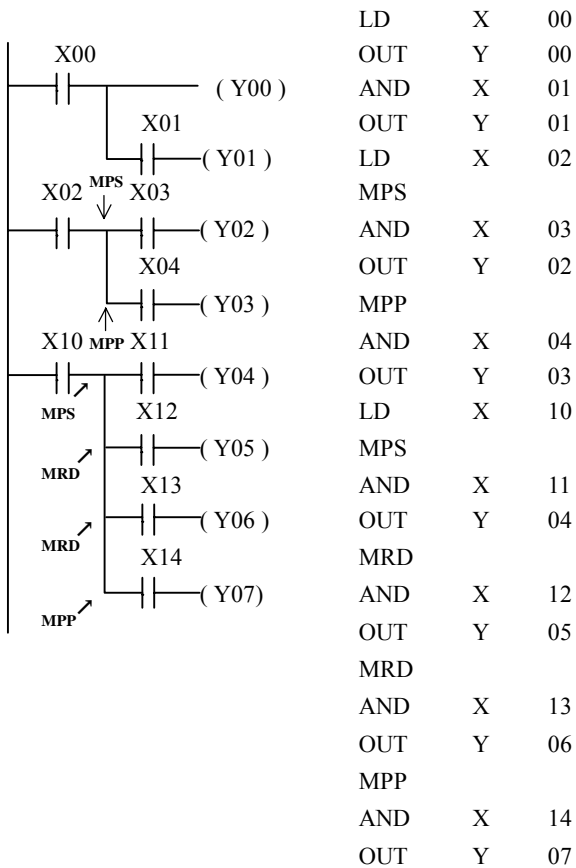 X00
( Y00 )
X01
( Y01 )
X02 MPS X03
( Y02 )
X04
( Y03 )
X10 MPP X11
( Y04 )
MPS X12
( Y05 )
MRD
X13
( Y06 )
MRD
X14
( Y07)
MPP
LD X 00
OUT Y 00
AND X 01
OUT Y 01
LD X 02
MPS
AND X 03
OUT Y 02
MPP
AND X 04
OUT Y 03
LD X 10
MPS
AND X 11
OUT Y 04
MRD
AND X 12
OUT Y 05
MRD
AND X 13
OUT Y 06
MPP
AND X 14
OUT Y 07